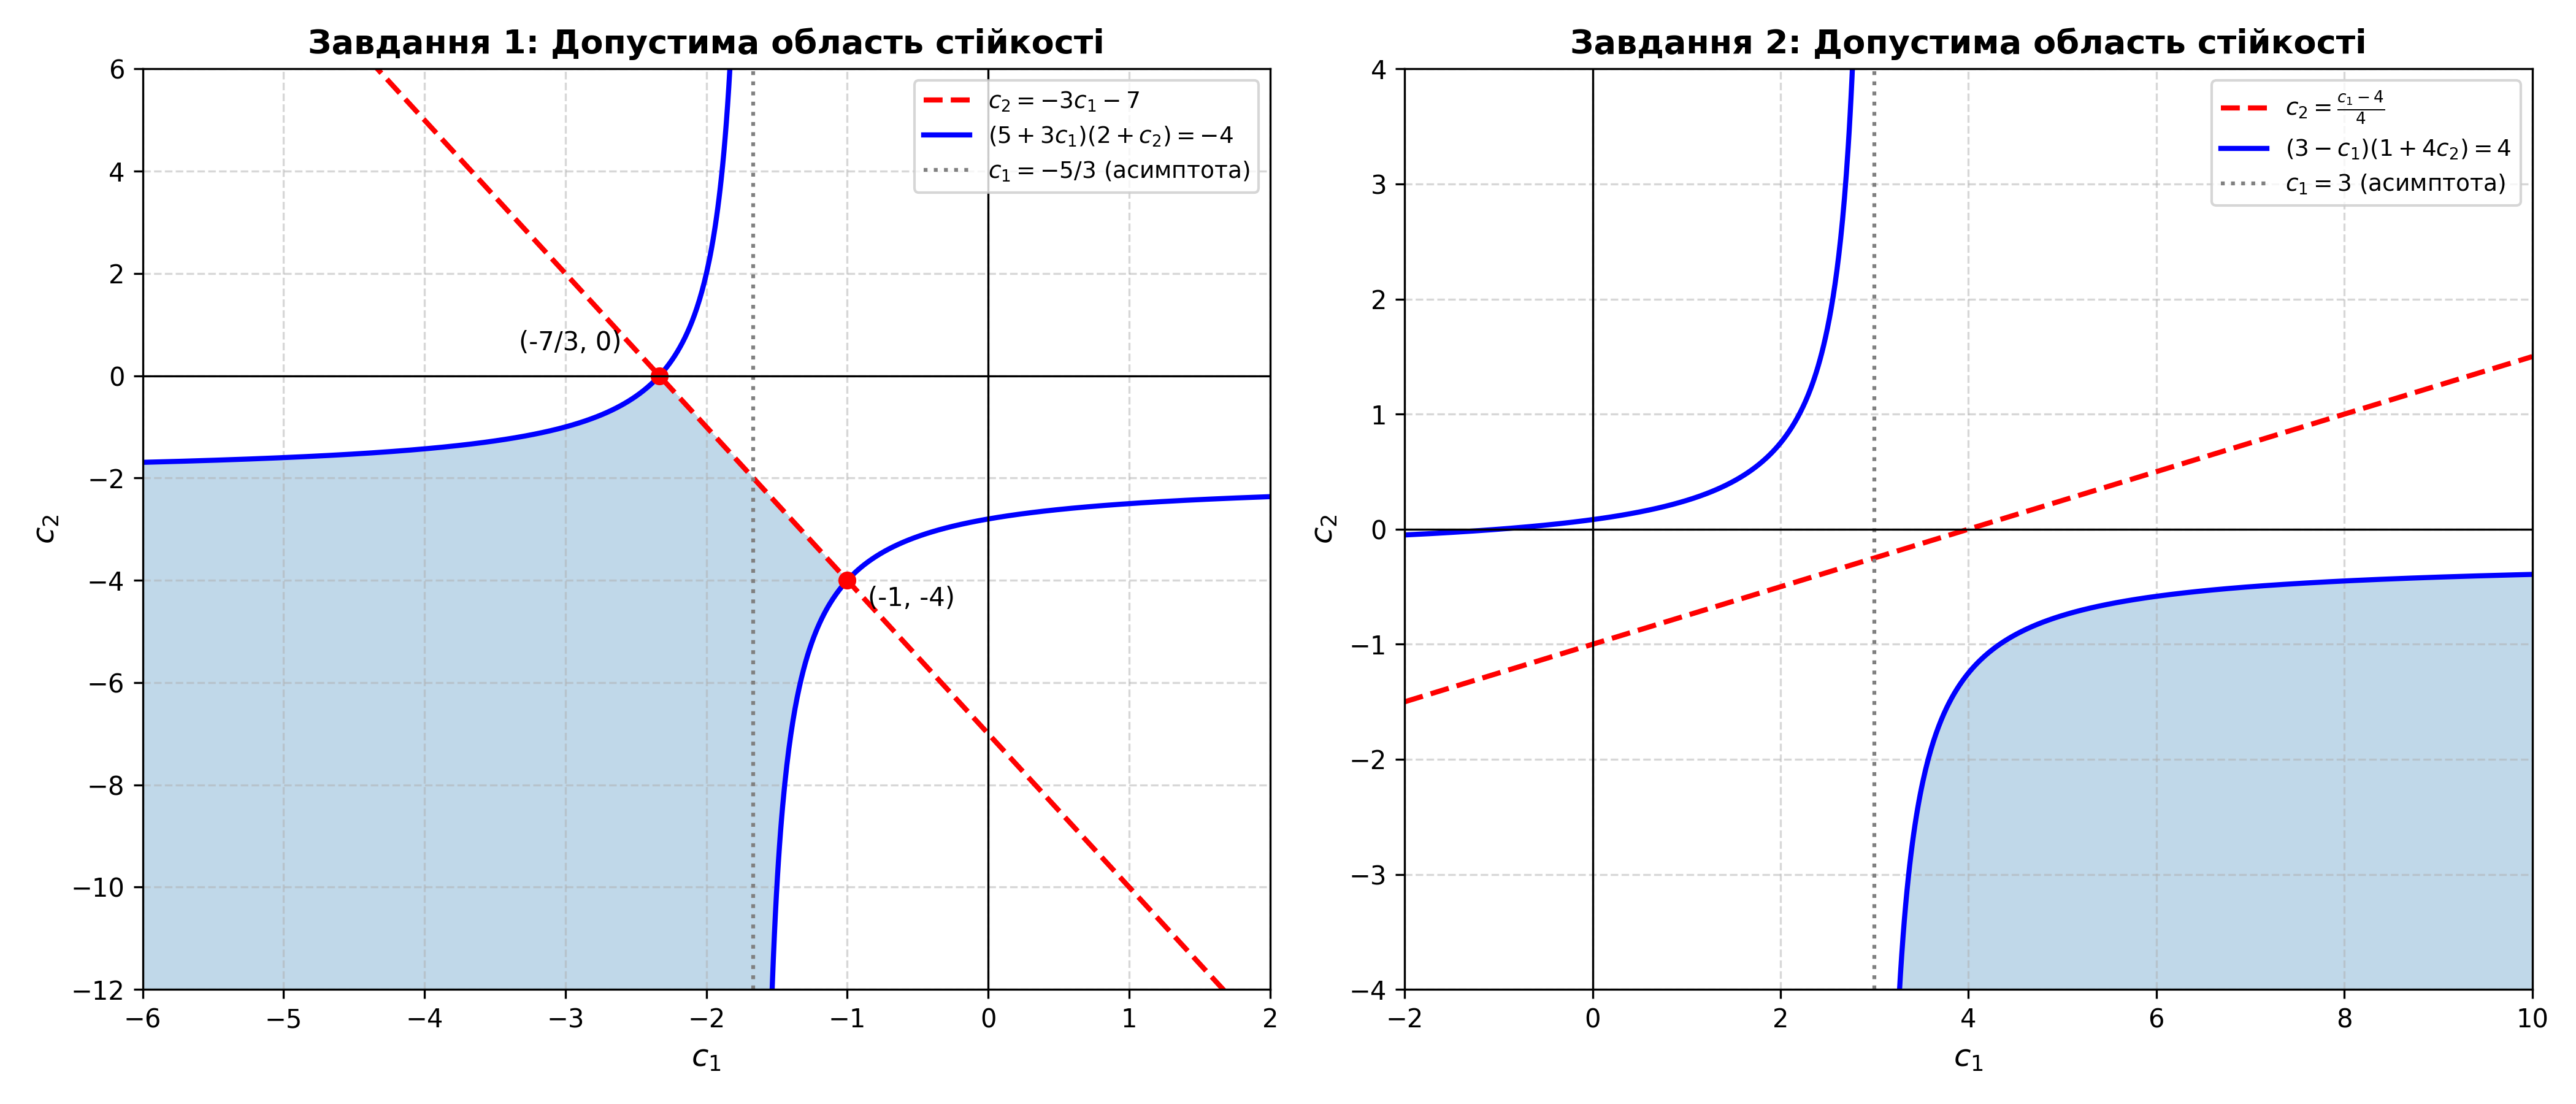 Завдання 1: Допустима область стійкості
c₂ = −3c₁ − 7
(5 + 3c₁)(2 + c₂) = −4
c₁ = −5/3 (асимптота)
6
4
2
0
−2
−4
−6
−8
−10
−12
c₂
(-7/3, 0)
(-1, -4)
−6 −5 −4 −3 −2 −1 0 1 2
c₁
Завдання 2: Допустима область стійкості
c₂ = (c₁−4)/4
(3 − c₁)(1 + 4c₂) = 4
c₁ = 3 (асимптота)
4
3
2
1
0
−1
−2
−3
−4
c₂
−2 0 2 4 6 8 10
c₁